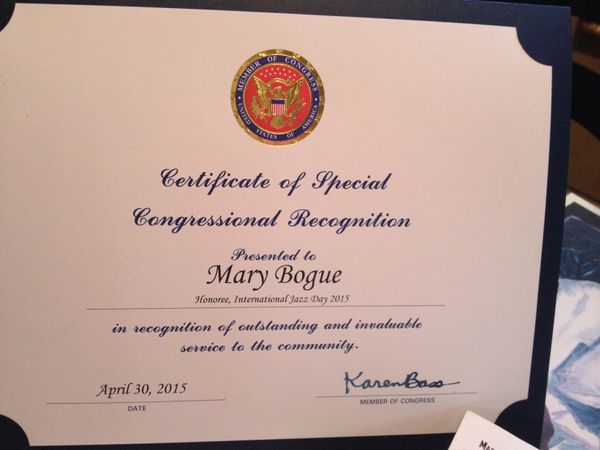 MEMBER OF CONGRESS
UNITED STATES OF AMERICA
Certificate of Special
Congressional Recognition
Presented to
Mary Bogue
Honoree, International Jazz Day 2015
in recognition of outstanding and invaluable
service to the community.
April 30, 2015
Karen Bass
DATE
MEMBER OF CONGRESS